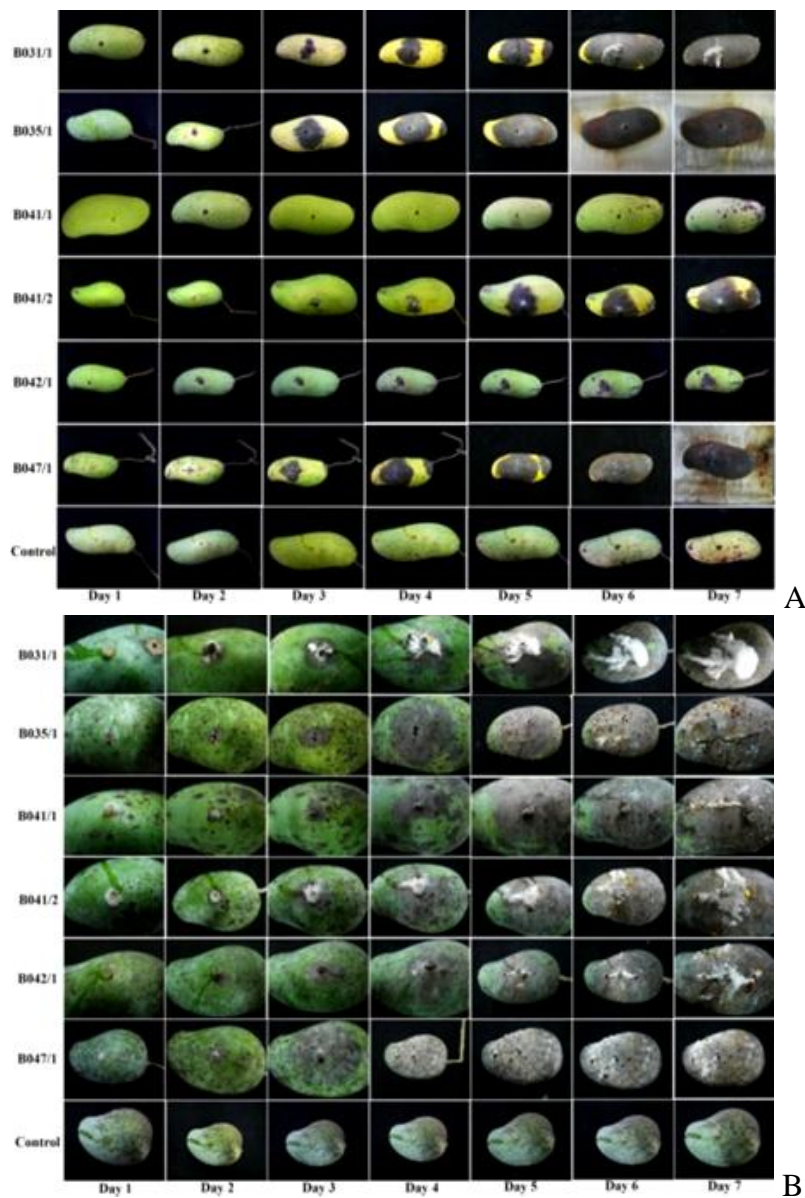 B031/1
B035/1
B041/1
B041/2
B042/1
B047/1
Control
Day 1 Day 2 Day 3 Day 4 Day 5 Day 6 Day 7
A
B031/1
B035/1
B041/1
B041/2
B042/1
B047/1
Control
Day 1 Day 2 Day 3 Day 4 Day 5 Day 6 Day 7
B